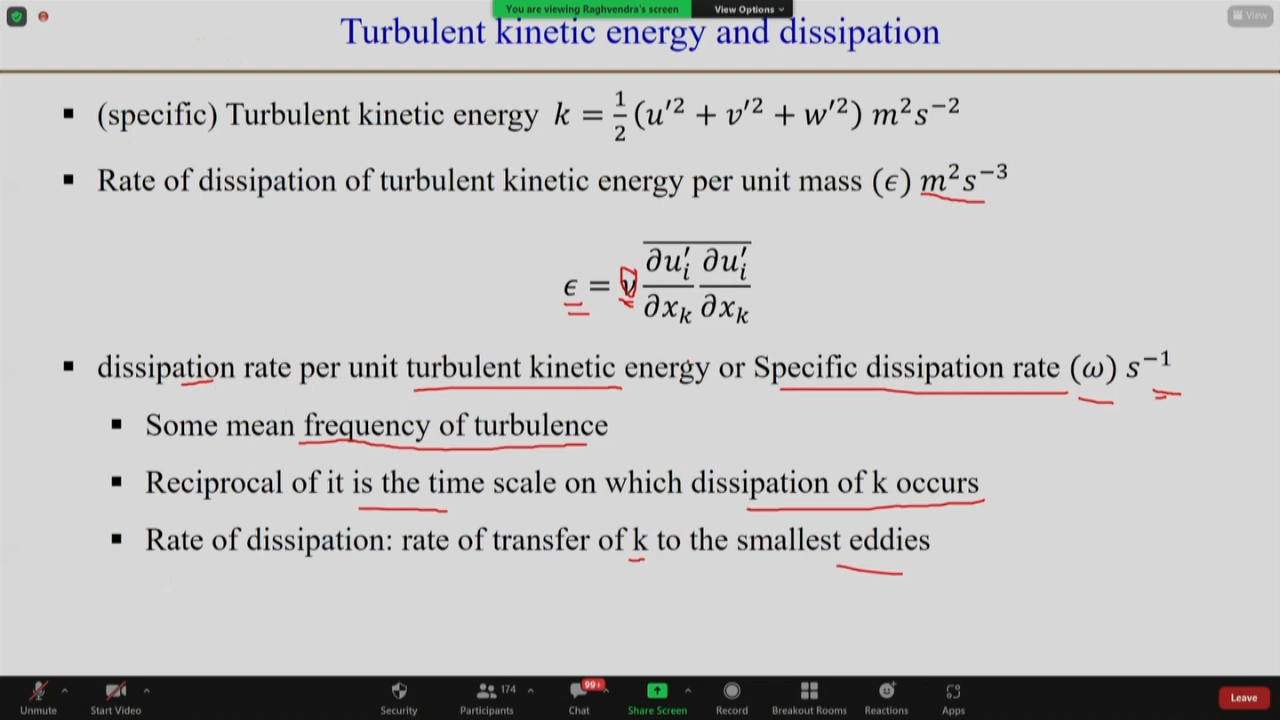 You are viewing Raghvendra's screen View Options
View
Turbulent kinetic energy and dissipation
▪ (specific) Turbulent kinetic energy k = 1/2 (u′² + v′² + w′²) m²s⁻²
▪ Rate of dissipation of turbulent kinetic energy per unit mass (ϵ) m²s⁻³
ϵ = ν \overline{∂u′ᵢ/∂xₖ ∂u′ᵢ/∂xₖ}
▪ dissipation rate per unit turbulent kinetic energy or Specific dissipation rate (ω) s⁻¹
▪ Some mean frequency of turbulence
▪ Reciprocal of it is the time scale on which dissipation of k occurs
▪ Rate of dissipation: rate of transfer of k to the smallest eddies
174 99+
Unmute Start Video Security Participants Chat Share Screen Record Breakout Rooms Reactions Apps Leave